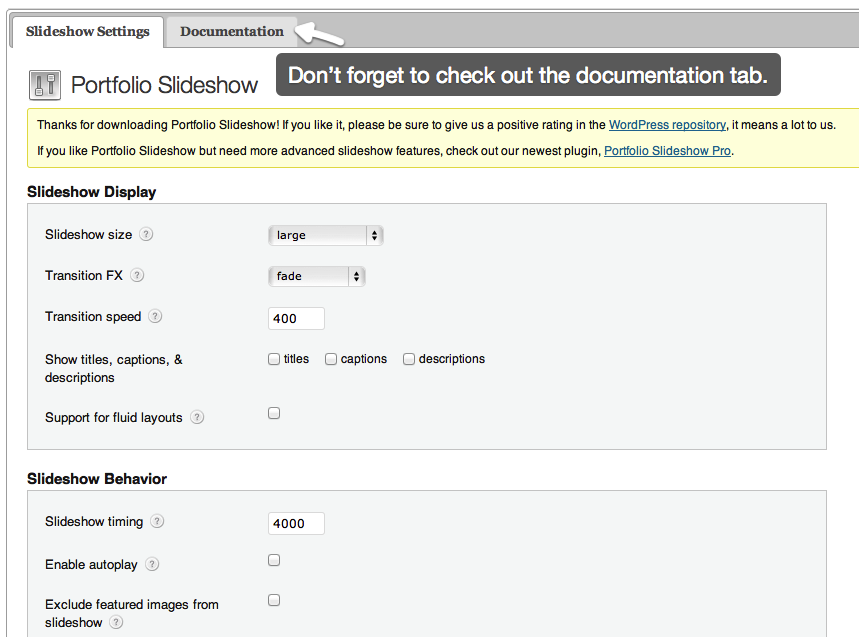 Slideshow Settings Documentation
Don't forget to check out the documentation tab.
Portfolio Slideshow
Thanks for downloading Portfolio Slideshow! If you like it, please be sure to give us a positive rating in the WordPress repository, it means a lot to us.
If you like Portfolio Slideshow but need more advanced slideshow features, check out our newest plugin, Portfolio Slideshow Pro.
Slideshow Display
Slideshow size ? large
Transition FX ? fade
Transition speed ? 400
Show titles, captions, & titles captions descriptions
descriptions
Support for fluid layouts ?
Slideshow Behavior
Slideshow timing ? 4000
Enable autoplay ?
Exclude featured images from
slideshow ?